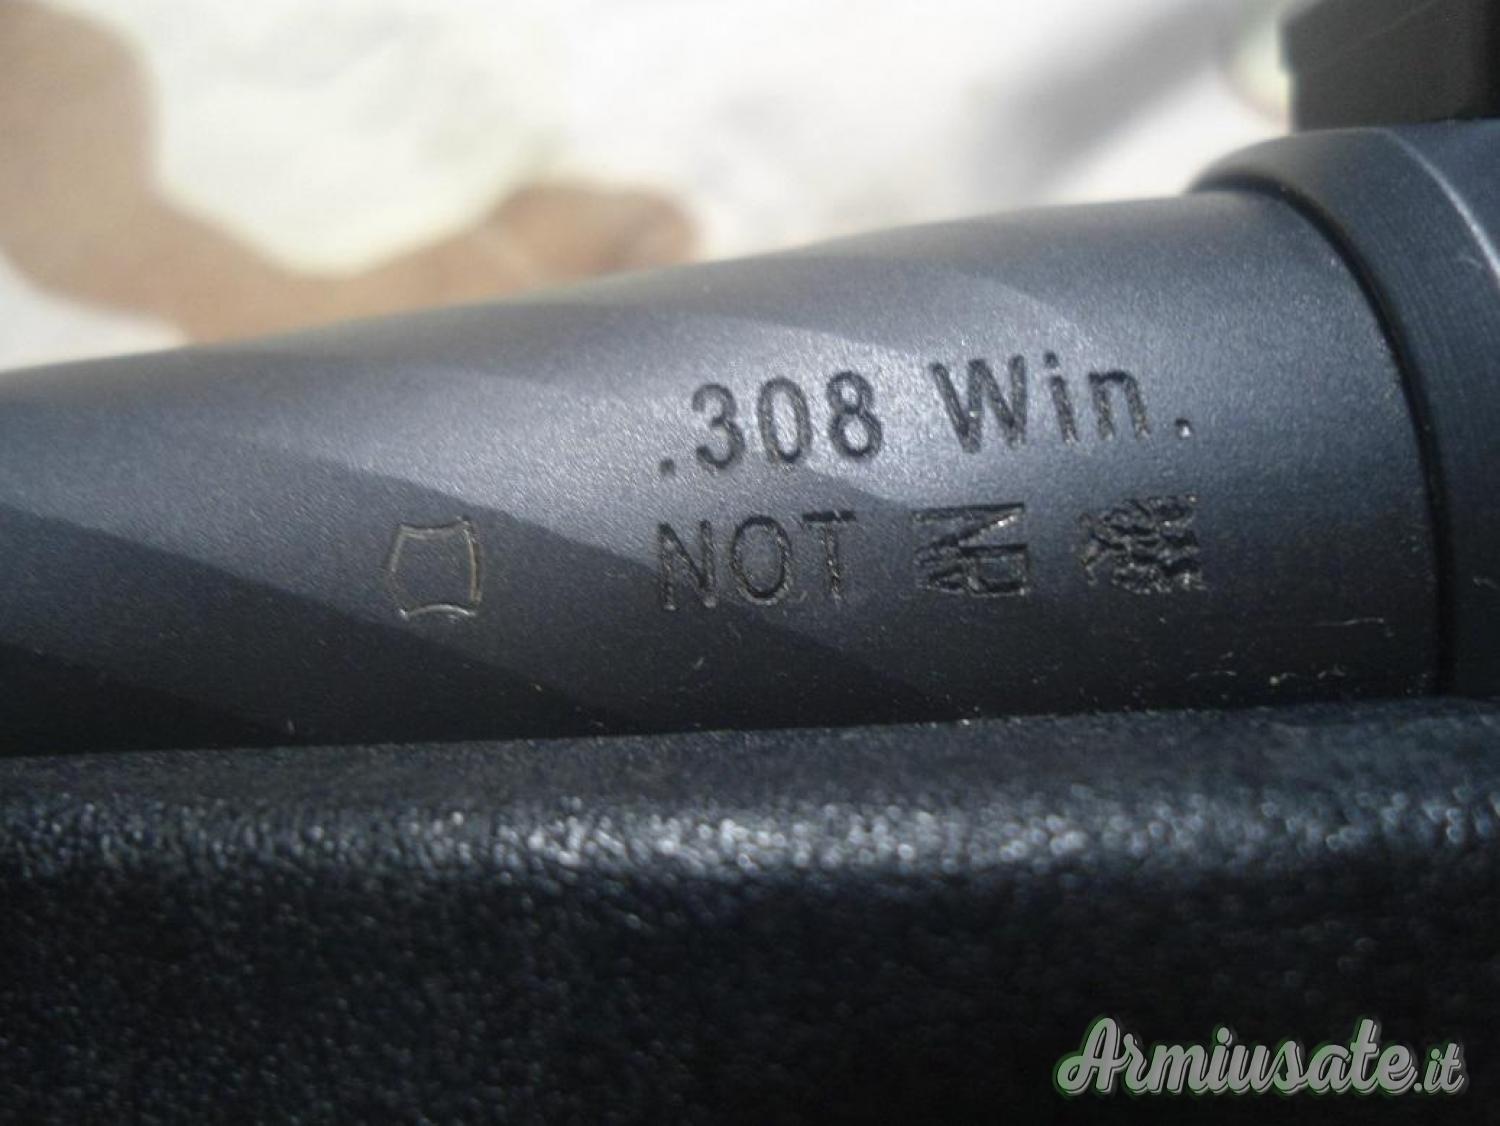 .308 Win.
NOT
Armiusate.it